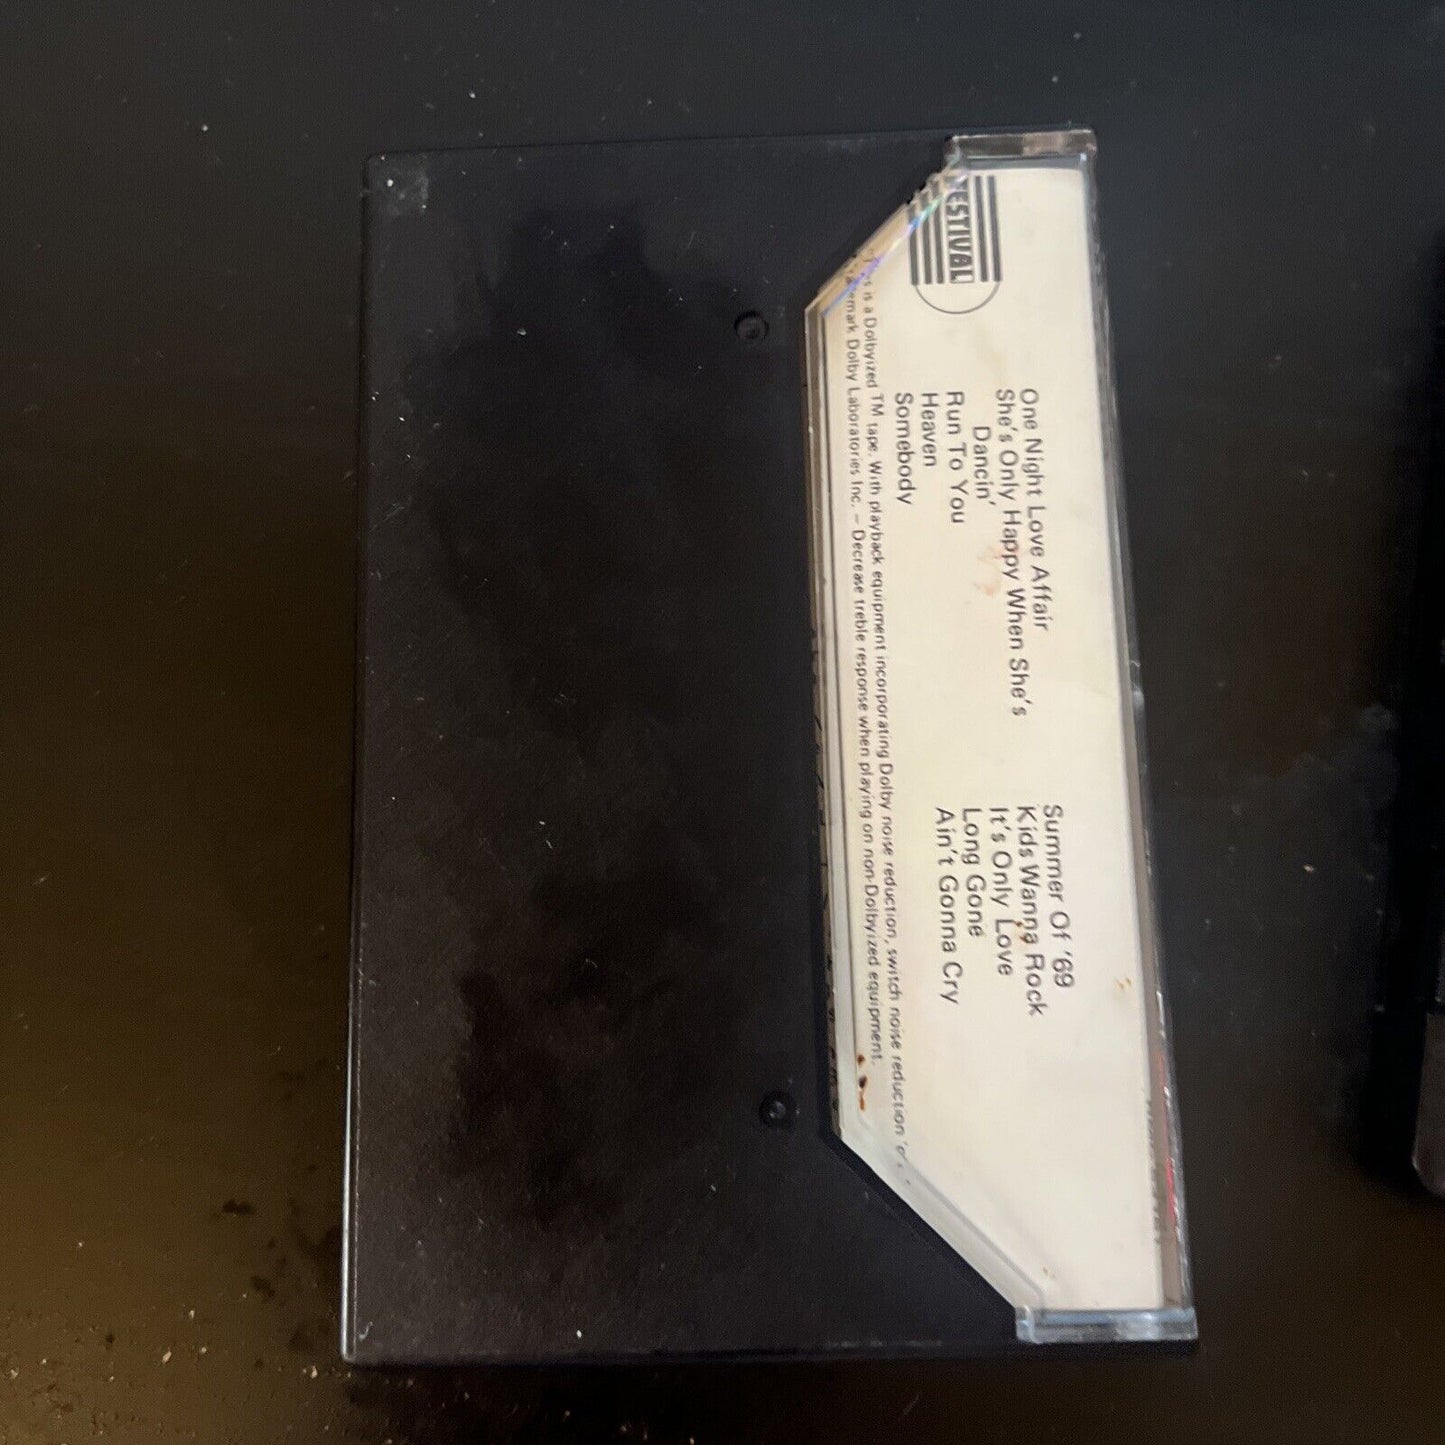 FESTIVAL
One Night Love Affair
She's Only Happy When She's
Dancin'
Run To You
Heaven
Somebody
Summer Of '69
Kids Wanna Rock
It's Only Love
Long Gone
Ain't Gonna Cry
is a Dolbyized TM tape. With playback equipment incorporating Dolby noise reduction, switch noise reduction
Dolby Laboratories Inc. – Decrease treble response when playing on non-Dolbyized equipment.